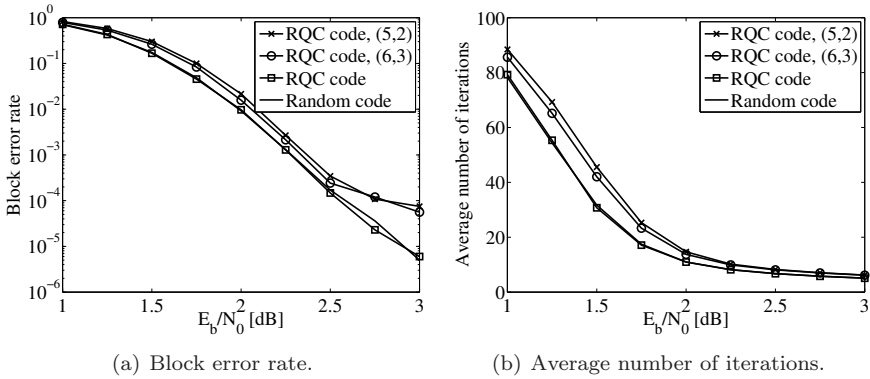 10^0
10^-1
10^-2
10^-3
10^-4
10^-5
10^-6
Block error rate
1
1.5
2
2.5
3
E_b/N_0 [dB]
RQC code, (5,2)
RQC code, (6,3)
RQC code
Random code
(a) Block error rate.
100
80
60
40
20
0
Average number of iterations
1
1.5
2
2.5
3
E_b/N_0 [dB]
RQC code, (5,2)
RQC code, (6,3)
RQC code
Random code
(b) Average number of iterations.